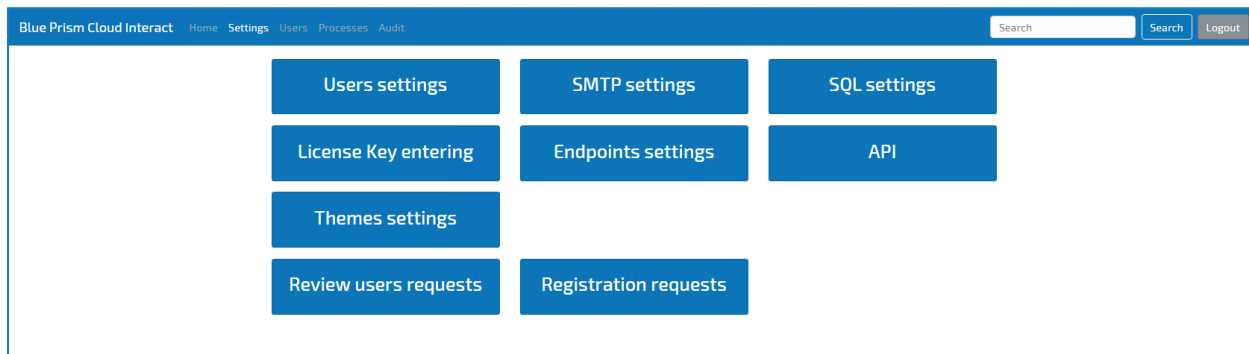 Blue Prism Cloud Interact Home Settings Users Processes Audit Search Search Logout
Users settings SMTP settings SQL settings
License Key entering Endpoints settings API
Themes settings
Review users requests Registration requests